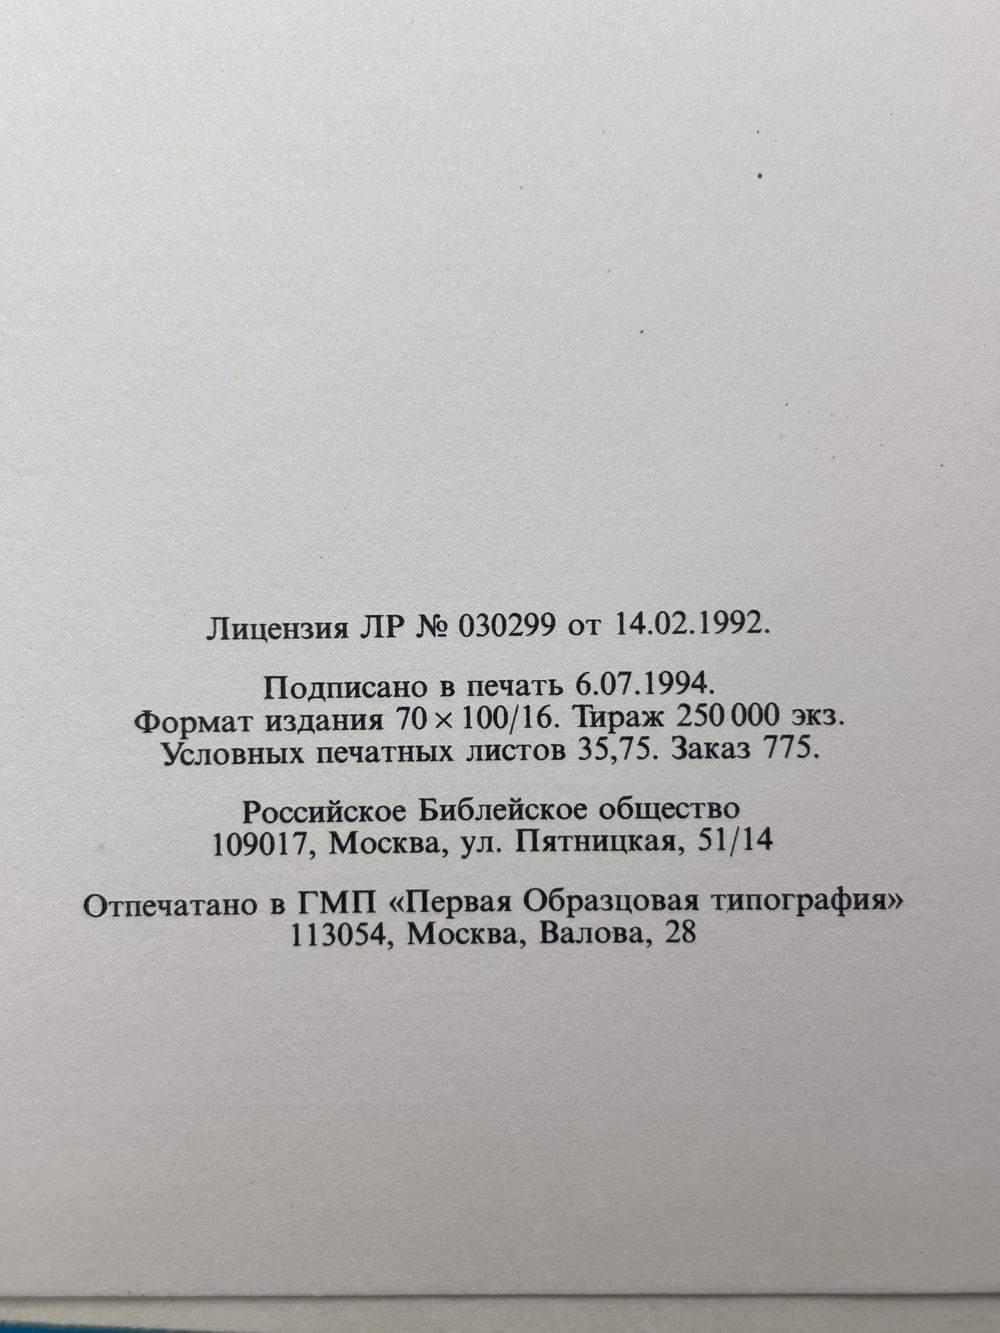 Лицензия ЛР № 030299 от 14.02.1992.
Подписано в печать 6.07.1994.
Формат издания 70 × 100/16. Тираж 250 000 экз.
Условных печатных листов 35,75. Заказ 775.
Российское Библейское общество
109017, Москва, ул. Пятницкая, 51/14
Отпечатано в ГМП «Первая Образцовая типография»
113054, Москва, Валова, 28